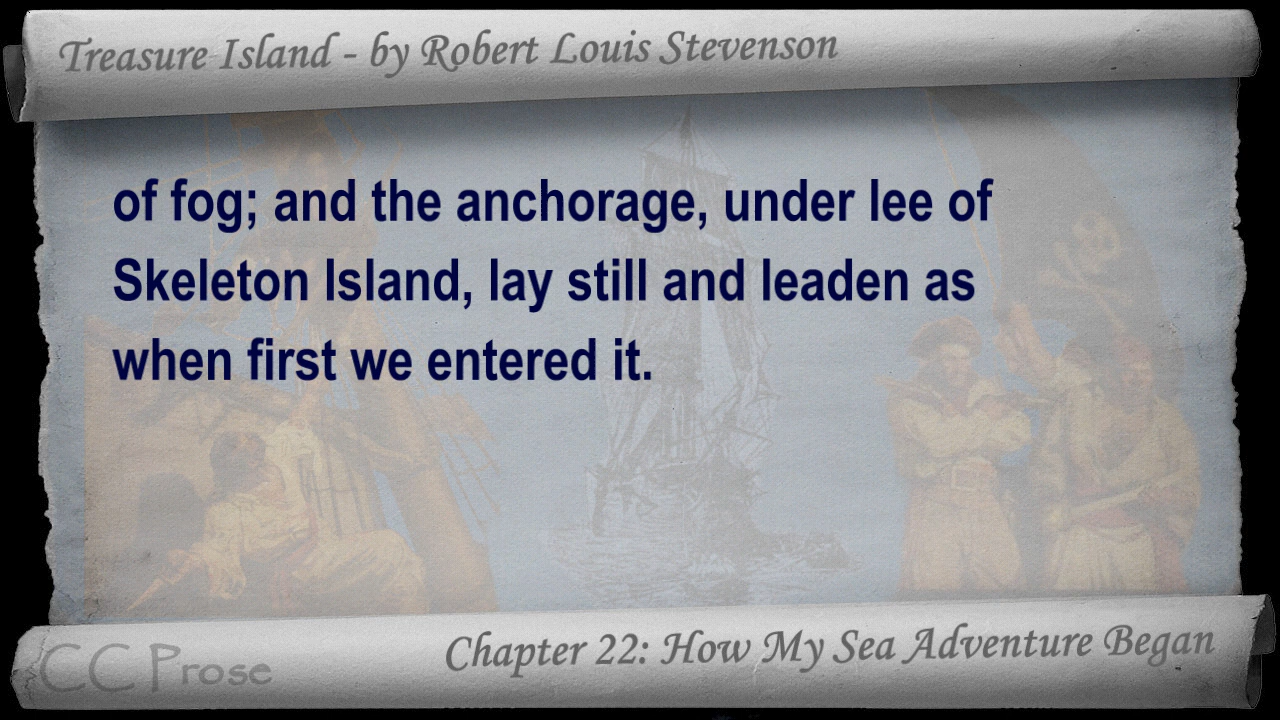 Treasure Island - by Robert Louis Stevenson
of fog; and the anchorage, under lee of
Skeleton Island, lay still and leaden as
when first we entered it.
Chapter 22: How My Sea Adventure Began
CC Prose